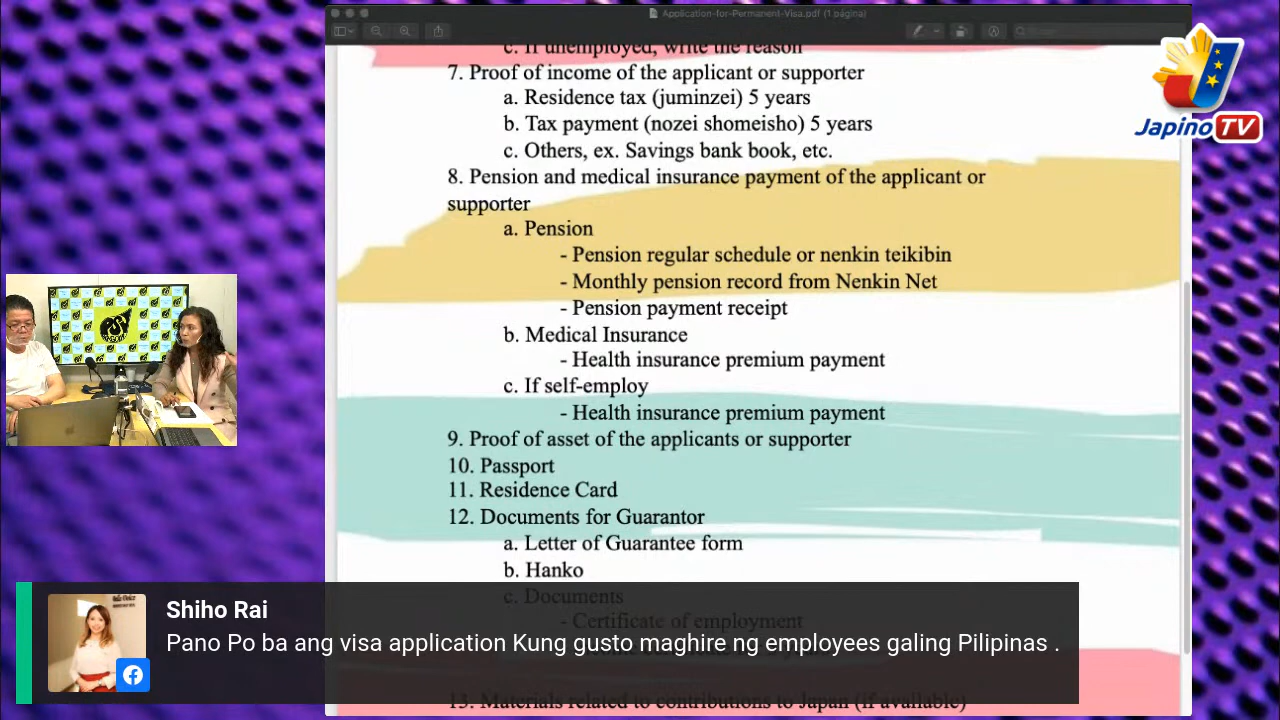 Application-for-Permanent-Visa.pdf (1 página)
c. If unemployed, write the reason
7. Proof of income of the applicant or supporter
a. Residence tax (juminzei) 5 years
b. Tax payment (nozei shomeisho) 5 years
c. Others, ex. Savings bank book, etc.
8. Pension and medical insurance payment of the applicant or
supporter
a. Pension
- Pension regular schedule or nenkin teikibin
- Monthly pension record from Nenkin Net
- Pension payment receipt
b. Medical Insurance
- Health insurance premium payment
c. If self-employ
- Health insurance premium payment
9. Proof of asset of the applicants or supporter
10. Passport
11. Residence Card
12. Documents for Guarantor
a. Letter of Guarantee form
b. Hanko
c. Documents
- Certificate of employment
13. Materials related to contributions to Japan (if available)
Japino TV
Shiho Rai
Pano Po ba ang visa application Kung gusto maghire ng employees galing Pilipinas .